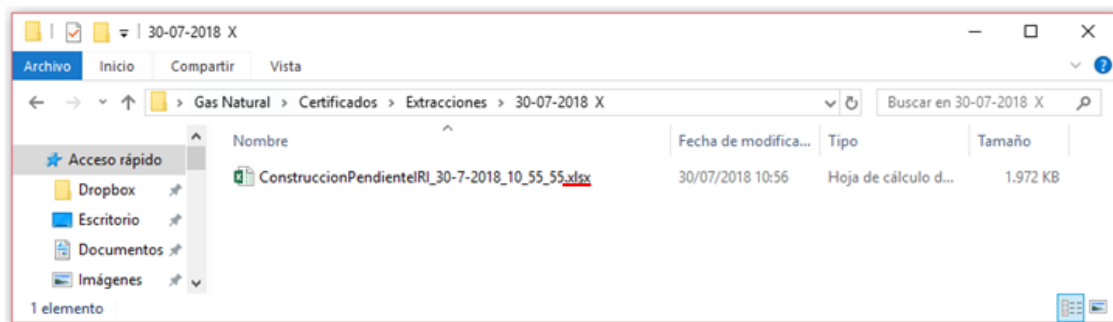 30-07-2018 X
Archivo Inicio Compartir Vista
Gas Natural > Certificados > Extracciones > 30-07-2018 X Buscar en 30-07-2018 X
Nombre Fecha de modifica... Tipo Tamaño
Acceso rápido
ConstruccionPendienteIRI_30-7-2018_10_55_55.xlsx 30/07/2018 10:56 Hoja de cálculo d... 1.972 KB
Dropbox
Escritorio
Documentos
Imágenes
1 elemento